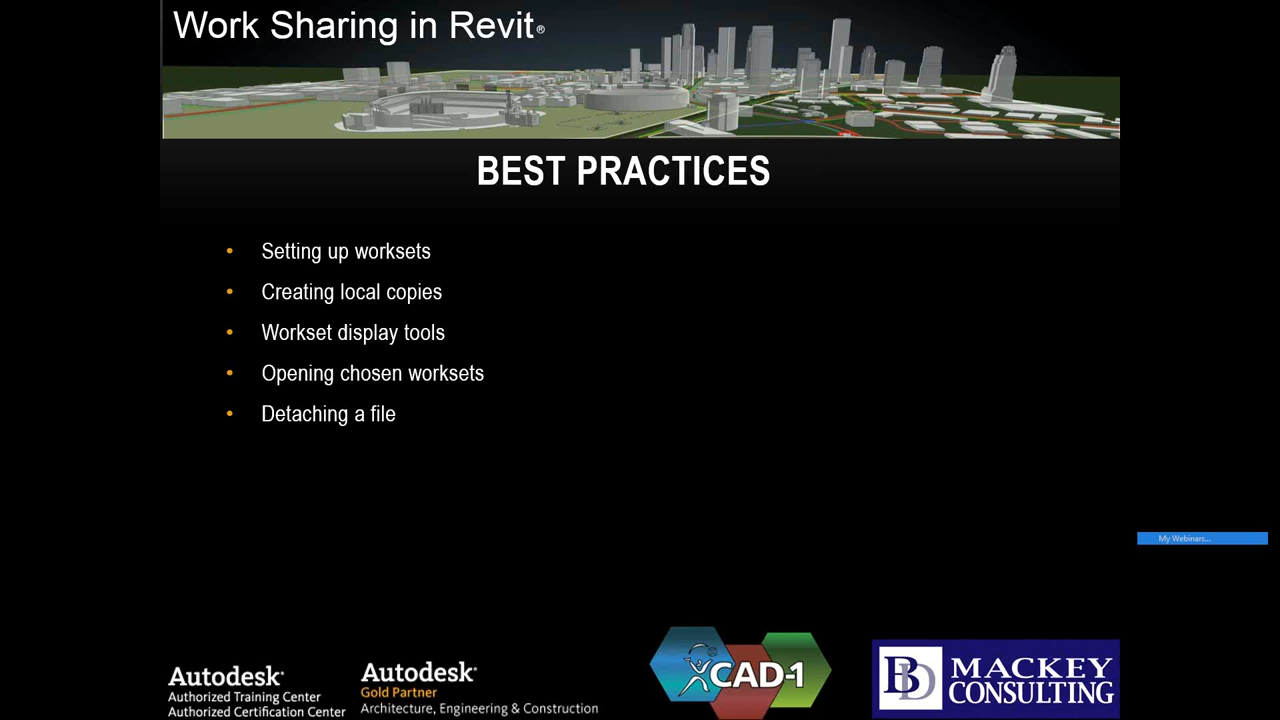 Work Sharing in Revit®
BEST PRACTICES
• Setting up worksets
• Creating local copies
• Workset display tools
• Opening chosen worksets
• Detaching a file
My Webinars...
Autodesk®
Authorized Training Center
Authorized Certification Center
Autodesk®
Gold Partner
Architecture, Engineering & Construction
CAD-1
BD MACKEY
CONSULTING